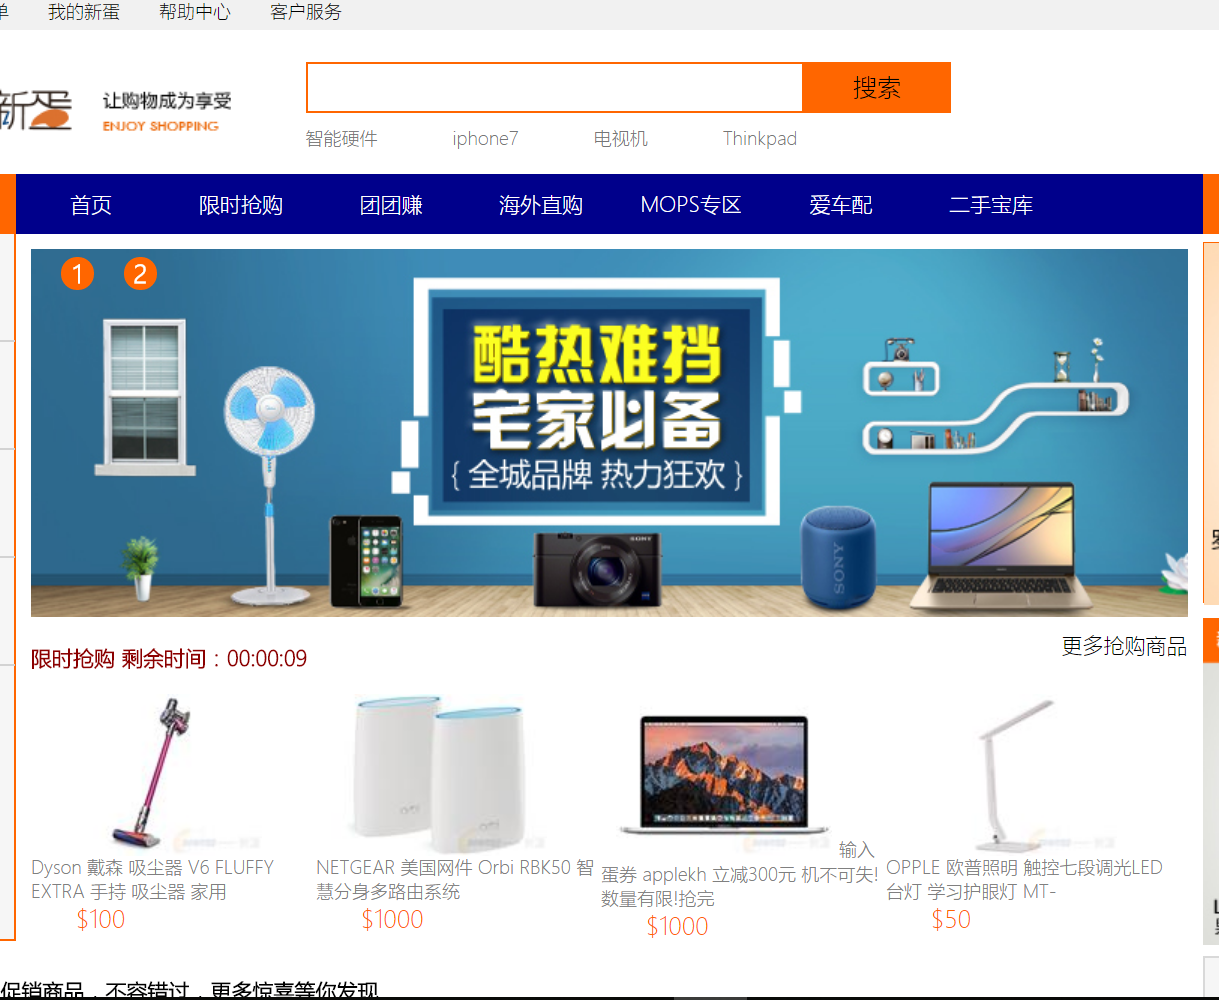 单 我的新蛋 帮助中心 客户服务
新蛋 让购物成为享受
ENJOY SHOPPING
搜索
智能硬件 iphone7 电视机 Thinkpad
首页 限时抢购 团团赚 海外直购 MOPS专区 爱车配 二手宝库
1 2
酷热难挡
宅家必备
{ 全城品牌 热力狂欢 }
SONY
SONY
限时抢购 剩余时间：00:00:09
更多抢购商品
Dyson 戴森 吸尘器 V6 FLUFFY
EXTRA 手持 吸尘器 家用
$100
NETGEAR 美国网件 Orbi RBK50 智
慧分身多路由系统
$1000
输入
蛋券 applekh 立减300元 机不可失!
数量有限!抢完
$1000
OPPLE 欧普照明 触控七段调光LED
台灯 学习护眼灯 MT-
$50
促销商品，不容错过，更多惊喜等你发现